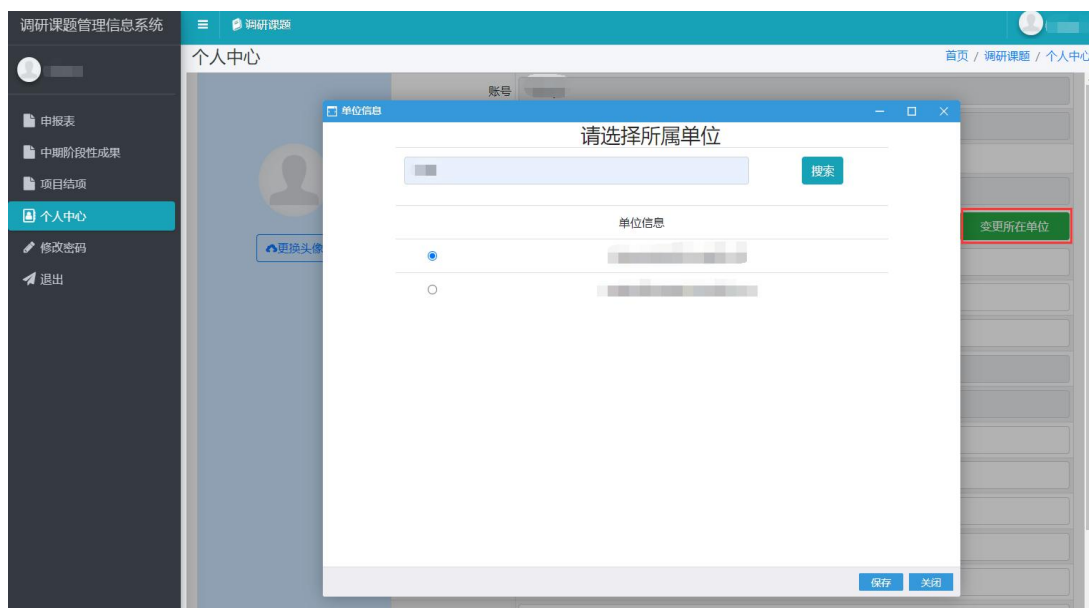 调研课题管理信息系统
调研课题
个人中心
首页 / 调研课题 / 个人中心
账号
申报表
中期阶段性成果
项目结项
个人中心
修改密码
退出
更换头像
变更所在单位
单位信息
请选择所属单位
搜索
单位信息
保存
关闭